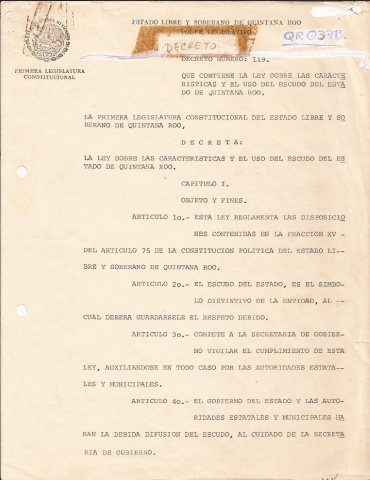 ESTADO LIBRE Y SOBERANO DE QUINTANA ROO
PODER LEGISLATIVO
DECRETO
QR037B
PRIMERA LEGISLATURA
CONSTITUCIONAL
DECRETO NUMERO: 119.
QUE CONTIENE LA LEY SOBRE LAS CARACTE
RISTICAS Y EL USO DEL ESCUDO DEL ESTA
DO DE QUINTANA ROO.
LA PRIMERA LEGISLATURA CONSTITUCIONAL DEL ESTADO LIBRE Y SO
BERANO DE QUINTANA ROO,
D E C R E T A:
LA LEY SOBRE LAS CARACTERISTICAS Y EL USO DEL ESCUDO DEL ES
TADO DE QUINTANA ROO.
CAPITULO I.
OBJETO Y FINES.
ARTICULO 1o.- ESTA LEY REGLAMENTA LAS DISPOSICIO
NES CONTENIDAS EN LA FRACCION XV -
DEL ARTICULO 75 DE LA CONSTITUCION POLITICA DEL ESTADO LI--
BRE Y SOBERANO DE QUINTANA ROO.
ARTICULO 2o.- EL ESCUDO DEL ESTADO, ES EL SIMBO
LO DISTINTIVO DE LA ENTIDAD, AL --
CUAL DEBERA GUARDARSELE EL RESPETO DEBIDO.
ARTICULO 3o.- COMPETE A LA SECRETARIA DE GOBIER-
NO VIGILAR EL CUMPLIMIENTO DE ESTA
LEY, AUXILIANDOSE EN TODO CASO POR LAS AUTORIDADES ESTATA--
LES Y MUNICIPALES.
ARTICULO 4o.- EL GOBIERNO DEL ESTADO Y LAS AUTO-
RIDADES ESTATALES Y MUNICIPALES HA
RAN LA DEBIDA DIFUSION DEL ESCUDO, AL CUIDADO DE LA SECRETA
RIA DE GOBIERNO.